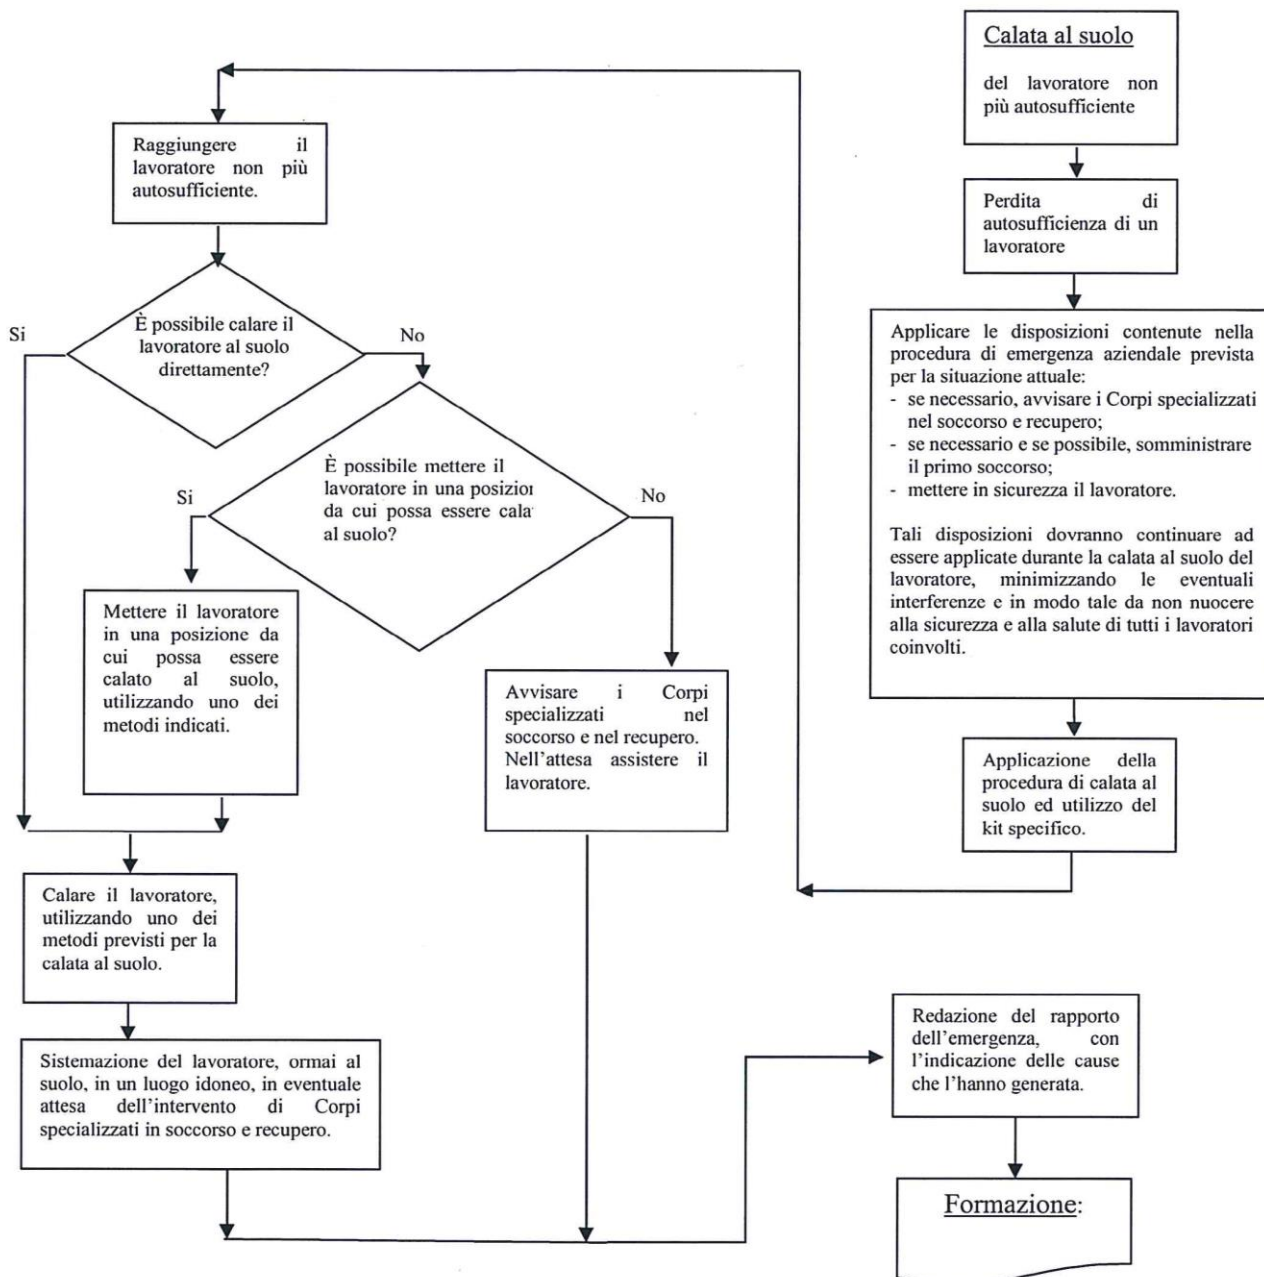 Calata al suolo
del lavoratore non
più autosufficiente
Perdita di
autosufficienza di un
lavoratore
Applicare le disposizioni contenute nella
procedura di emergenza aziendale prevista
per la situazione attuale:
- se necessario, avvisare i Corpi specializzati
nel soccorso e recupero;
- se necessario e se possibile, somministrare
il primo soccorso;
- mettere in sicurezza il lavoratore.
Tali disposizioni dovranno continuare ad
essere applicate durante la calata al suolo del
lavoratore, minimizzando le eventuali
interferenze e in modo tale da non nuocere
alla sicurezza e alla salute di tutti i lavoratori
coinvolti.
Applicazione della
procedura di calata al
suolo ed utilizzo del
kit specifico.
Raggiungere il
lavoratore non più
autosufficiente.
È possibile calare il
lavoratore al suolo
direttamente?
Si
No
È possibile mettere il
lavoratore in una posizion
da cui possa essere cala
al suolo?
Si
No
Mettere il lavoratore
in una posizione da
cui possa essere
calato al suolo,
utilizzando uno dei
metodi indicati.
Avvisare i Corpi
specializzati nel
soccorso e nel recupero.
Nell'attesa assistere il
lavoratore.
Calare il lavoratore,
utilizzando uno dei
metodi previsti per la
calata al suolo.
Sistemazione del lavoratore, ormai al
suolo, in un luogo idoneo, in eventuale
attesa dell'intervento di Corpi
specializzati in soccorso e recupero.
Redazione del rapporto
dell'emergenza, con
l'indicazione delle cause
che l'hanno generata.
Formazione: